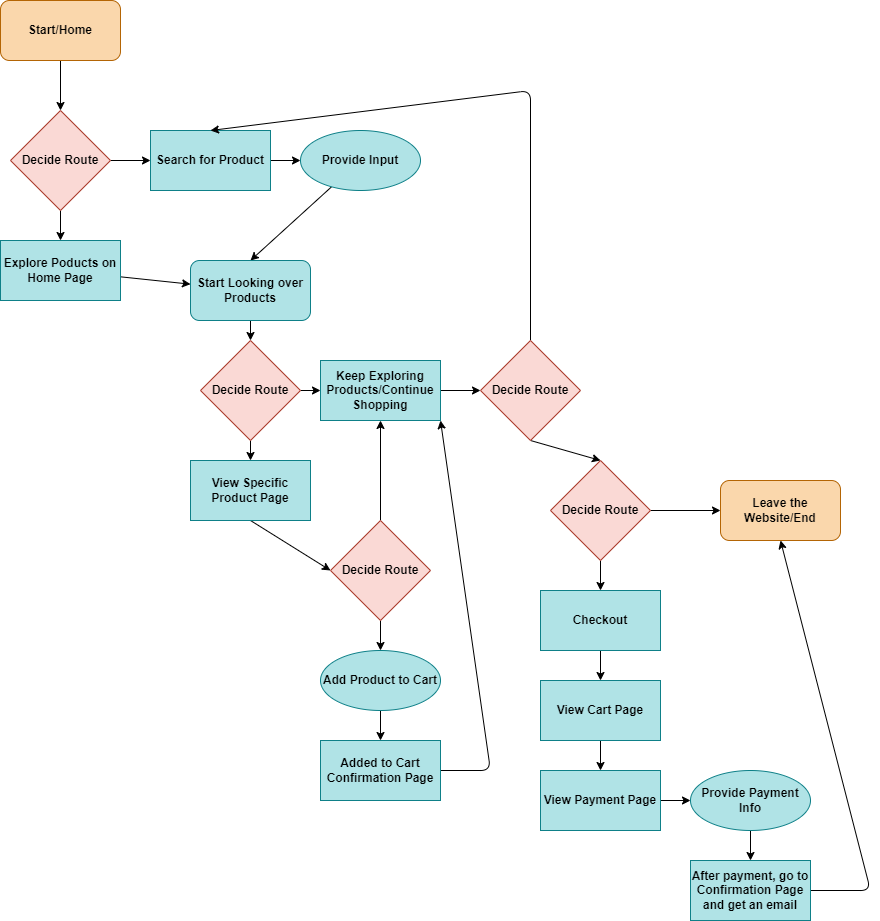 Start/Home
Decide Route
Search for Product
Provide Input
Explore Poducts on
Home Page
Start Looking over
Products
Decide Route
Keep Exploring
Products/Continue
Shopping
Decide Route
View Specific
Product Page
Decide Route
Leave the
Website/End
Decide Route
Checkout
Add Product to Cart
View Cart Page
Added to Cart
Confirmation Page
View Payment Page
Provide Payment
Info
After payment, go to
Confirmation Page
and get an email